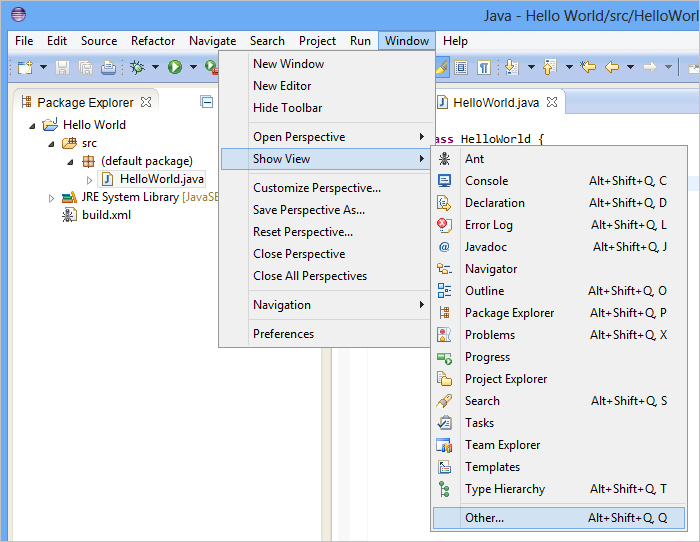 Java - Hello World/src/HelloWorl
File Edit Source Refactor Navigate Search Project Run Window Help
Package Explorer
Hello World
src
(default package)
HelloWorld.java
JRE System Library [JavaSE
build.xml
New Window
New Editor
Hide Toolbar
Open Perspective
Show View
Customize Perspective...
Save Perspective As...
Reset Perspective...
Close Perspective
Close All Perspectives
Navigation
Preferences
HelloWorld.java
ass HelloWorld {
Ant
Console Alt+Shift+Q, C
Declaration Alt+Shift+Q, D
Error Log Alt+Shift+Q, L
Javadoc Alt+Shift+Q, J
Navigator
Outline Alt+Shift+Q, O
Package Explorer Alt+Shift+Q, P
Problems Alt+Shift+Q, X
Progress
Project Explorer
Search Alt+Shift+Q, S
Tasks
Team Explorer
Templates
Type Hierarchy Alt+Shift+Q, T
Other... Alt+Shift+Q, Q